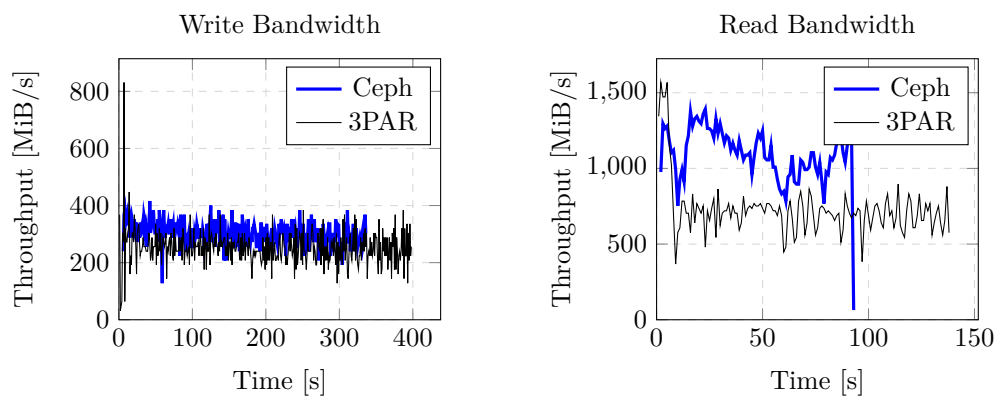 Write Bandwidth
Throughput [MiB/s]
800
600
400
200
0
0 100 200 300 400
Time [s]
Ceph
3PAR
Read Bandwidth
Throughput [MiB/s]
1,500
1,000
500
0
0 50 100 150
Time [s]
Ceph
3PAR